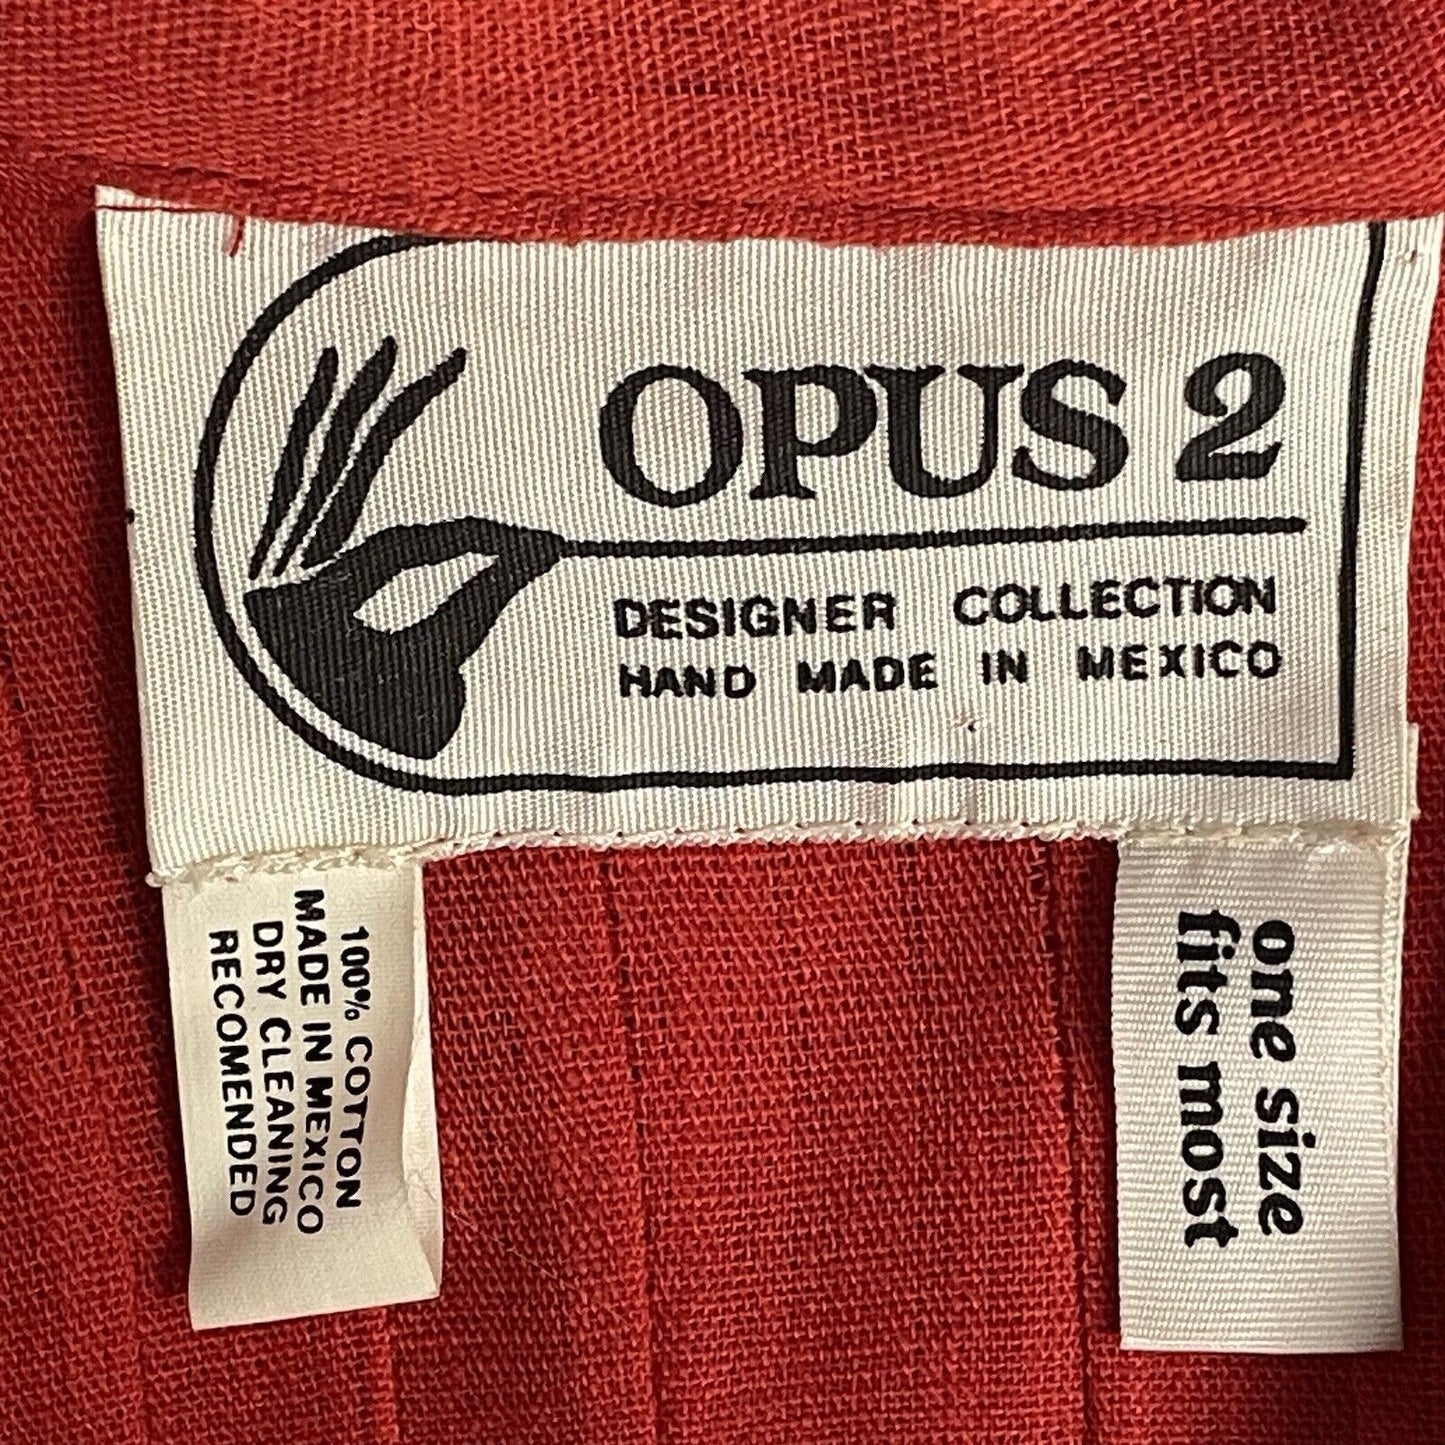 OPUS 2
DESIGNER COLLECTION
HAND MADE IN MEXICO
100% COTTON
MADE IN MEXICO
DRY CLEANING
RECOMENDED
one size
fits most